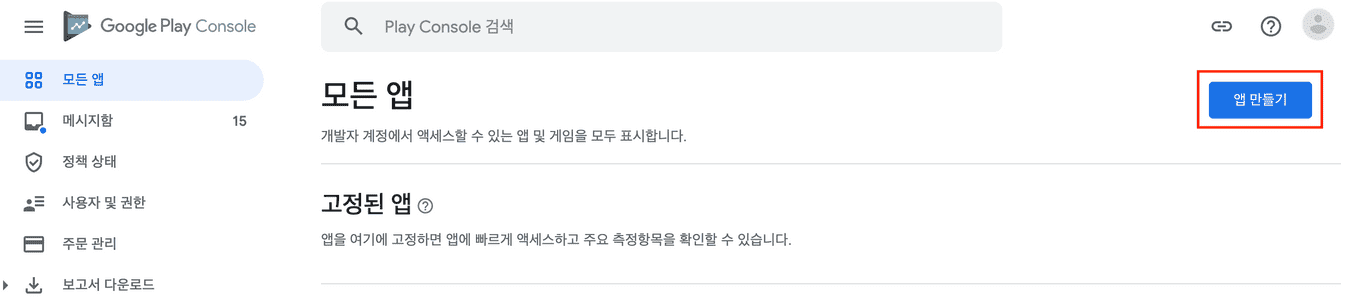 Google Play Console
Play Console 검색
모든 앱
메시지함 15
정책 상태
사용자 및 권한
주문 관리
보고서 다운로드
모든 앱
앱 만들기
개발자 계정에서 액세스할 수 있는 앱 및 게임을 모두 표시합니다.
고정된 앱
앱을 여기에 고정하면 앱에 빠르게 액세스하고 주요 측정항목을 확인할 수 있습니다.